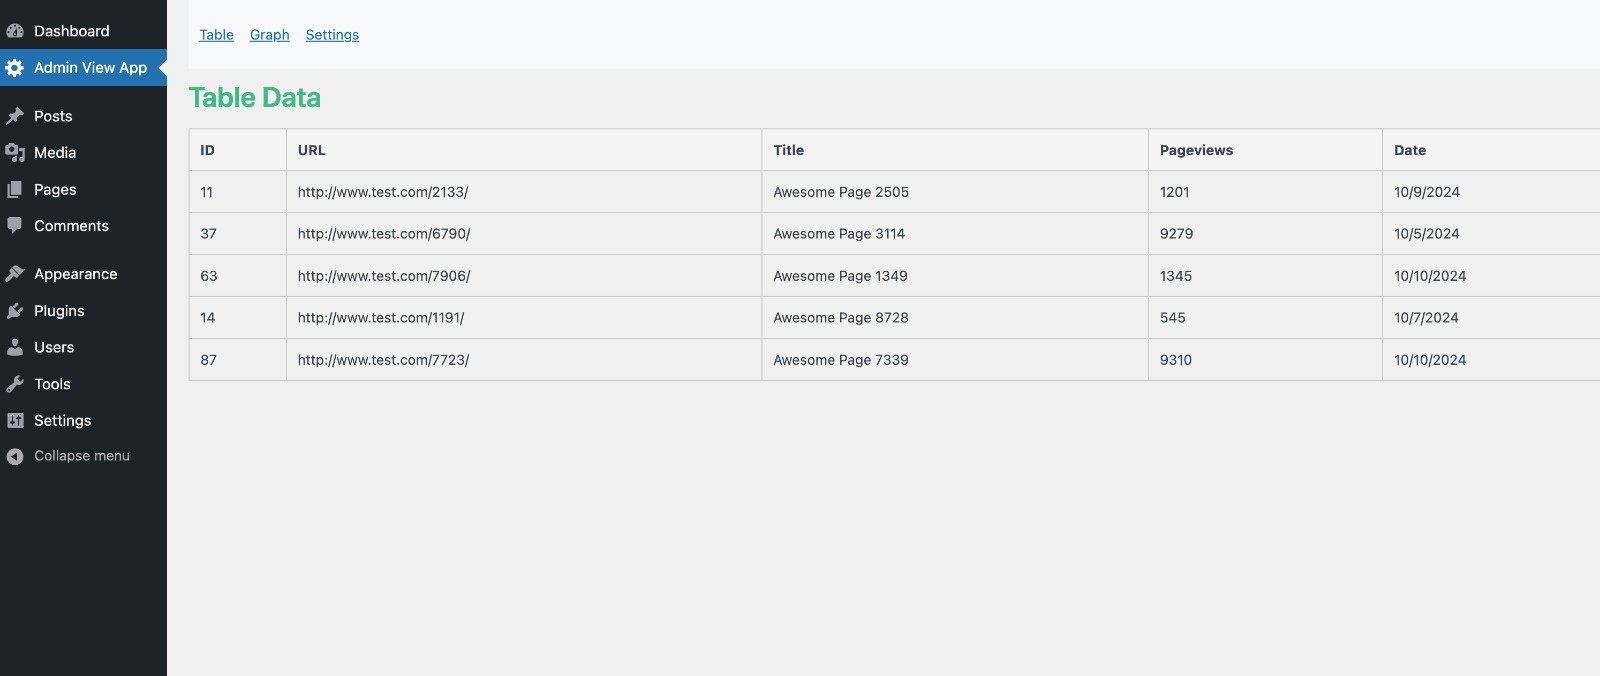 Dashboard
Admin View App
Posts
Media
Pages
Comments
Appearance
Plugins
Users
Tools
Settings
Collapse menu
Table Graph Settings
Table Data
ID URL Title Pageviews Date
11 http://www.test.com/2133/ Awesome Page 2505 1201 10/9/2024
37 http://www.test.com/6790/ Awesome Page 3114 9279 10/5/2024
63 http://www.test.com/7906/ Awesome Page 1349 1345 10/10/2024
14 http://www.test.com/1191/ Awesome Page 8728 545 10/7/2024
87 http://www.test.com/7723/ Awesome Page 7339 9310 10/10/2024